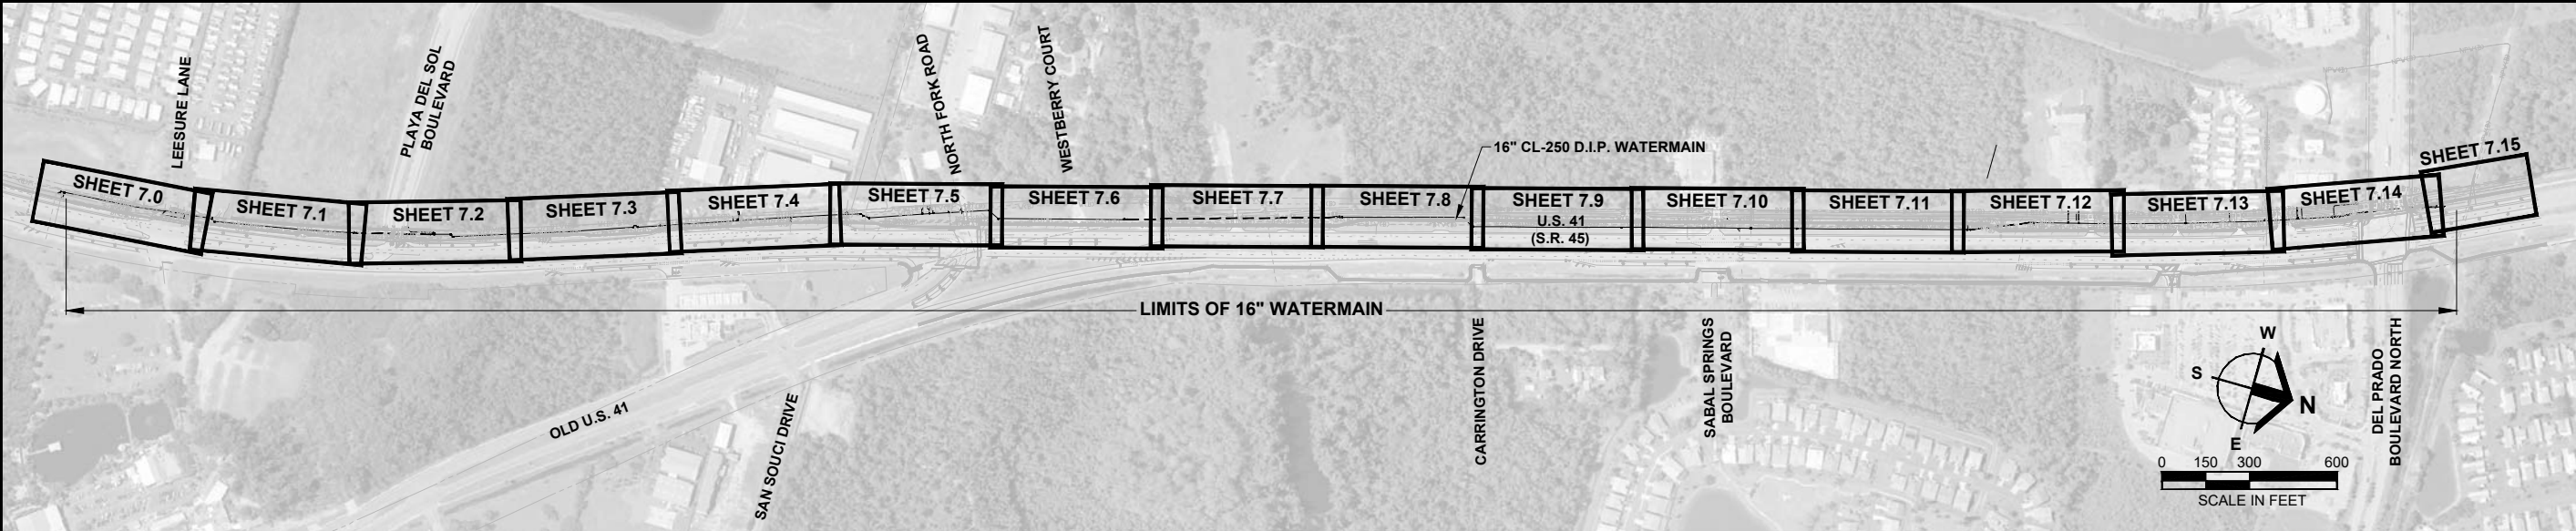 LEESURE LANE
PLAYA DEL SOL
BOULEVARD
NORTH FORK ROAD
WESTBERRY COURT
16" CL-250 D.I.P. WATERMAIN
SHEET 7.0
SHEET 7.1
SHEET 7.2
SHEET 7.3
SHEET 7.4
SHEET 7.5
SHEET 7.6
SHEET 7.7
SHEET 7.8
SHEET 7.9
U.S. 41
(S.R. 45)
SHEET 7.10
SHEET 7.11
SHEET 7.12
SHEET 7.13
SHEET 7.14
SHEET 7.15
LIMITS OF 16" WATERMAIN
OLD U.S. 41
SAN SOUCI DRIVE
CARRINGTON DRIVE
SABAL SPRINGS
BOULEVARD
DEL PRADO
BOULEVARD NORTH
W
S
N
E
0 150 300 600
SCALE IN FEET